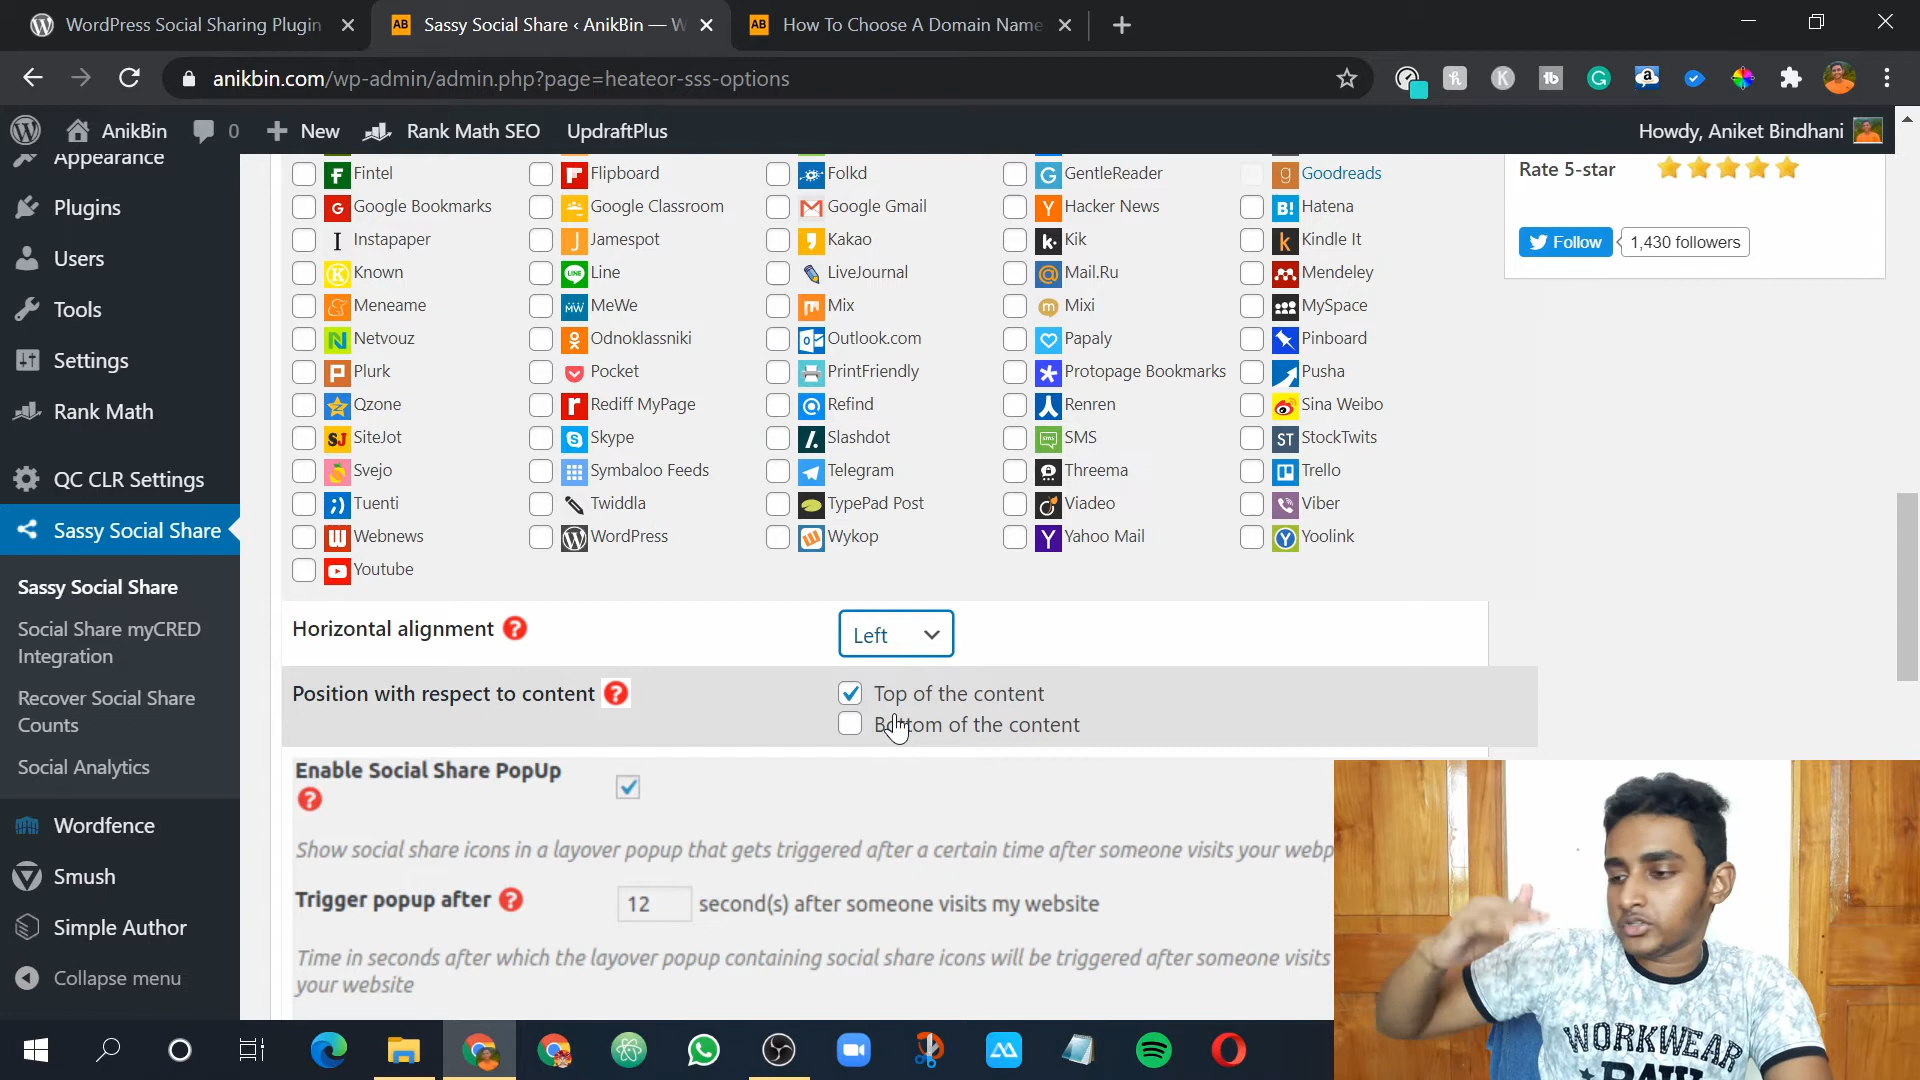 WordPress Social Sharing Plugin
Sassy Social Share ‹ AnikBin — W
How To Choose A Domain Name
anikbin.com/wp-admin/admin.php?page=heateor-sss-options
AnikBin 0 New Rank Math SEO UpdraftPlus Howdy, Aniket Bindhani
Appearance
Plugins
Users
Tools
Settings
Rank Math
QC CLR Settings
Sassy Social Share
Sassy Social Share
Social Share myCRED
Integration
Recover Social Share
Counts
Social Analytics
Wordfence
Smush
Simple Author
Collapse menu
Fintel Flipboard Folkd GentleReader Goodreads
Google Bookmarks Google Classroom Google Gmail Hacker News Hatena
Instapaper Jamespot Kakao Kik Kindle It
Known Line LiveJournal Mail.Ru Mendeley
Meneame MeWe Mix Mixi MySpace
Netvouz Odnoklassniki Outlook.com Papaly Pinboard
Plurk Pocket PrintFriendly Protopage Bookmarks Pusha
Qzone Rediff MyPage Refind Renren Sina Weibo
SiteJot Skype Slashdot SMS StockTwits
Svejo Symbaloo Feeds Telegram Threema Trello
Tuenti Twiddla TypePad Post Viadeo Viber
Webnews WordPress Wykop Yahoo Mail Yoolink
Youtube
Horizontal alignment ? Left
Position with respect to content ? Top of the content
Bottom of the content
Enable Social Share PopUp
?
Show social share icons in a layover popup that gets triggered after a certain time after someone visits your webp
Trigger popup after ? 12 second(s) after someone visits my website
Time in seconds after which the layover popup containing social share icons will be triggered after someone visits
your website
Rate 5-star
Follow 1,430 followers
WORKWEAR